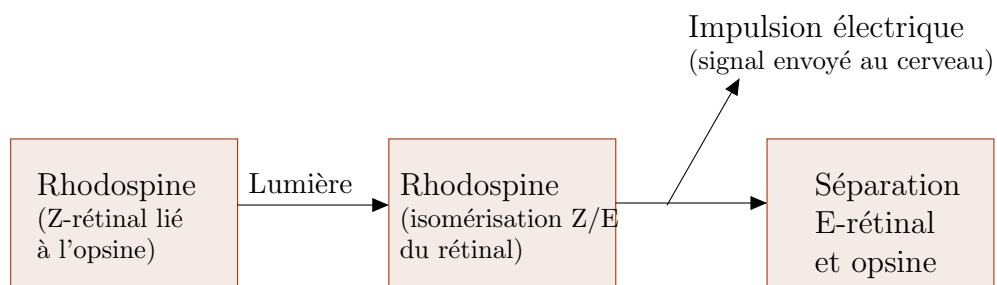 Impulsion électrique
(signal envoyé au cerveau)
Rhodospine
(Z-rétinal lié
à l'opsine)
Lumière
Rhodospine
(isomérisation Z/E
du rétinal)
Séparation
E-rétinal
et opsine